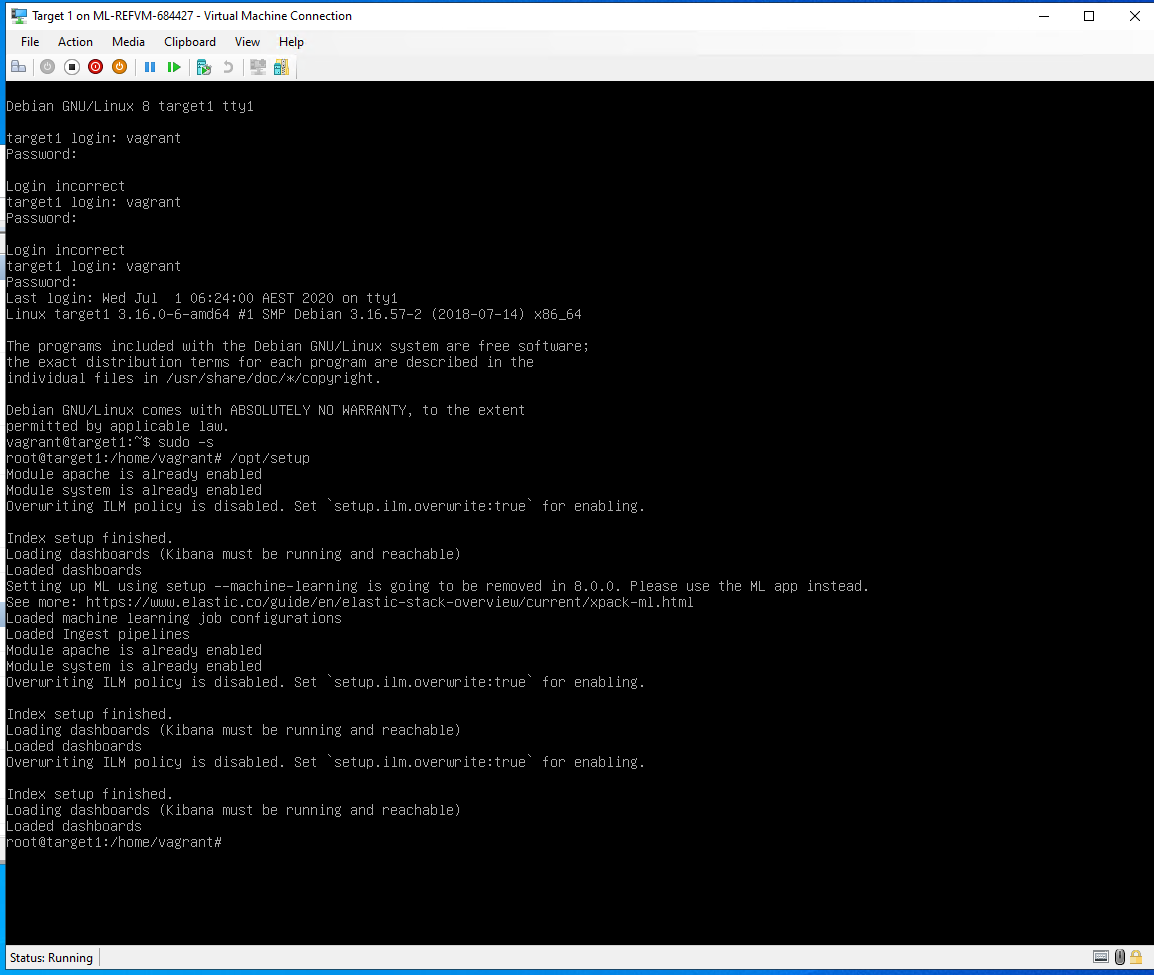 Target 1 on ML-REFVM-684427 - Virtual Machine Connection
File Action Media Clipboard View Help
Debian GNU/Linux 8 target1 tty1
target1 login: vagrant
Password:
Login incorrect
target1 login: vagrant
Password:
Login incorrect
target1 login: vagrant
Password:
Last login: Wed Jul  1 06:24:00 AEST 2020 on tty1
Linux target1 3.16.0-6-amd64 #1 SMP Debian 3.16.57-2 (2018-07-14) x86_64
The programs included with the Debian GNU/Linux system are free software;
the exact distribution terms for each program are described in the
individual files in /usr/share/doc/*/copyright.
Debian GNU/Linux comes with ABSOLUTELY NO WARRANTY, to the extent
permitted by applicable law.
vagrant@target1:~$ sudo -s
root@target1:/home/vagrant# /opt/setup
Module apache is already enabled
Module system is already enabled
Overwriting ILM policy is disabled. Set `setup.ilm.overwrite:true` for enabling.
Index setup finished.
Loading dashboards (Kibana must be running and reachable)
Loaded dashboards
Setting up ML using setup --machine-learning is going to be removed in 8.0.0. Please use the ML app instead.
See more: https://www.elastic.co/guide/en/elastic-stack-overview/current/xpack-ml.html
Loaded machine learning job configurations
Loaded Ingest pipelines
Module apache is already enabled
Module system is already enabled
Overwriting ILM policy is disabled. Set `setup.ilm.overwrite:true` for enabling.
Index setup finished.
Loading dashboards (Kibana must be running and reachable)
Loaded dashboards
Overwriting ILM policy is disabled. Set `setup.ilm.overwrite:true` for enabling.
Index setup finished.
Loading dashboards (Kibana must be running and reachable)
Loaded dashboards
root@target1:/home/vagrant#
Status: Running